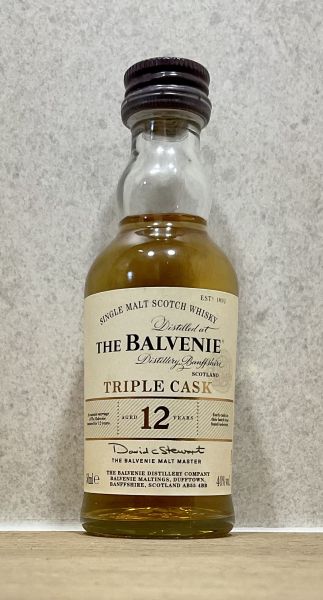 ESTD 1892
SINGLE MALT SCOTCH WHISKY
Distilled at
THE BALVENIE
Distillery Banffshire
SCOTLAND
TRIPLE CASK
AGED 12 YEARS
David C Stewart
THE BALVENIE MALT MASTER
THE BALVENIE DISTILLERY COMPANY
BALVENIE MALTINGS, DUFFTOWN,
BANFFSHIRE, SCOTLAND AB55 4BB
40%